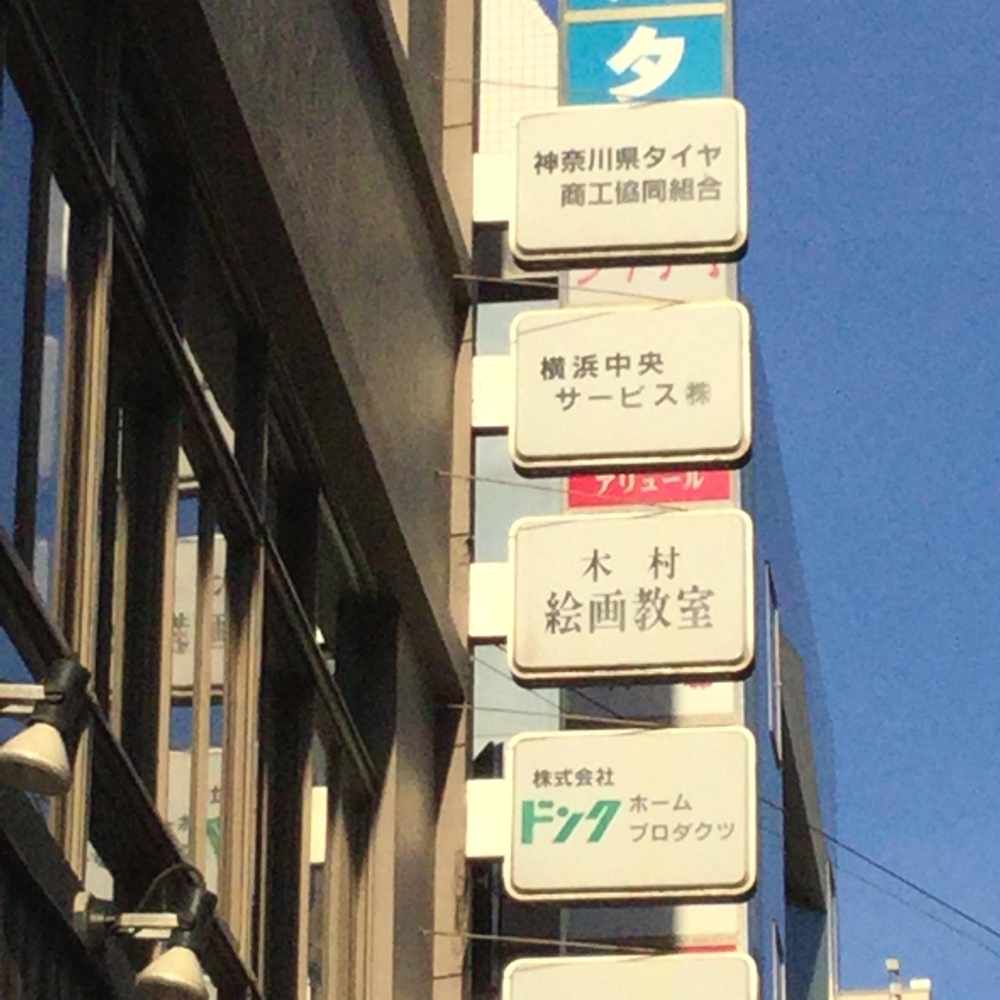 タ
神奈川県タイヤ
商工協同組合
横浜中央
サービス㈱
アリュール
木村
絵画教室
株式会社
ドンク ホーム
プロダクツ